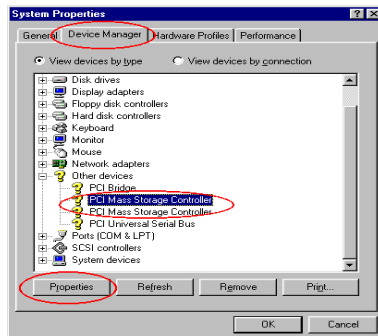 System Properties
General Device Manager Hardware Profiles Performance
View devices by type View devices by connection
Disk drives
Display adapters
Floppy disk controllers
Hard disk controllers
Keyboard
Monitor
Mouse
Network adapters
Other devices
PCI Bridge
PCI Mass Storage Controller
PCI Mass Storage Controller
PCI Universal Serial Bus
Ports (COM & LPT)
SCSI controllers
System devices
Properties Refresh Remove Print...
OK Cancel